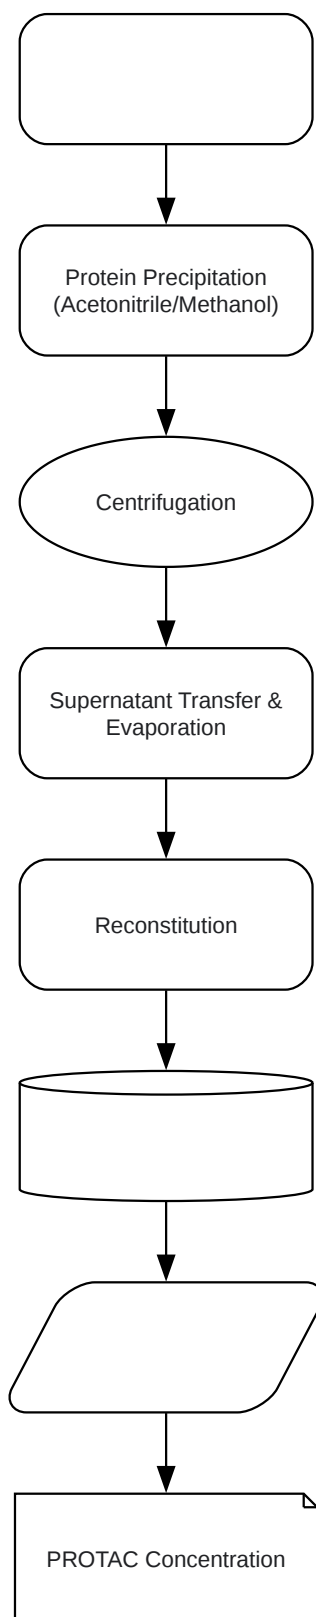 Protein Precipitation
(Acetonitrile/Methanol)
Centrifugation
Supernatant Transfer &
Evaporation
Reconstitution
PROTAC Concentration